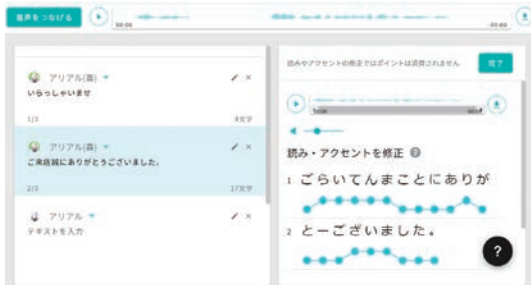 音声をつなげる
00:00
00:00
アリアル(喜)
いらっしゃいませ
1/3
8文字
アリアル(喜)
ご来店誠にありがとうございました。
2/3
17文字
アリアル
テキストを入力
読みやアクセントの修正ではポイントは消費されません
完了
読み・アクセントを修正 ?
1 ごらいてんまことにありが
2 とーございました。
?